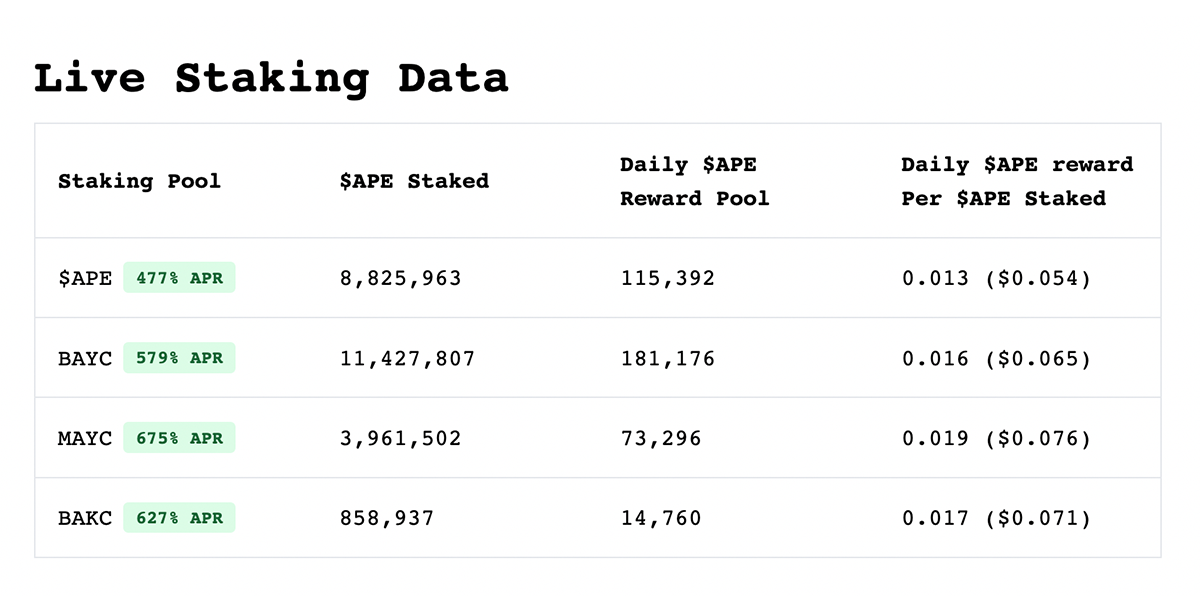 Live Staking Data
Staking Pool $APE Staked Daily $APE Reward Pool Daily $APE reward Per $APE Staked
$APE 477% APR 8,825,963 115,392 0.013 ($0.054)
BAYC 579% APR 11,427,807 181,176 0.016 ($0.065)
MAYC 675% APR 3,961,502 73,296 0.019 ($0.076)
BAKC 627% APR 858,937 14,760 0.017 ($0.071)